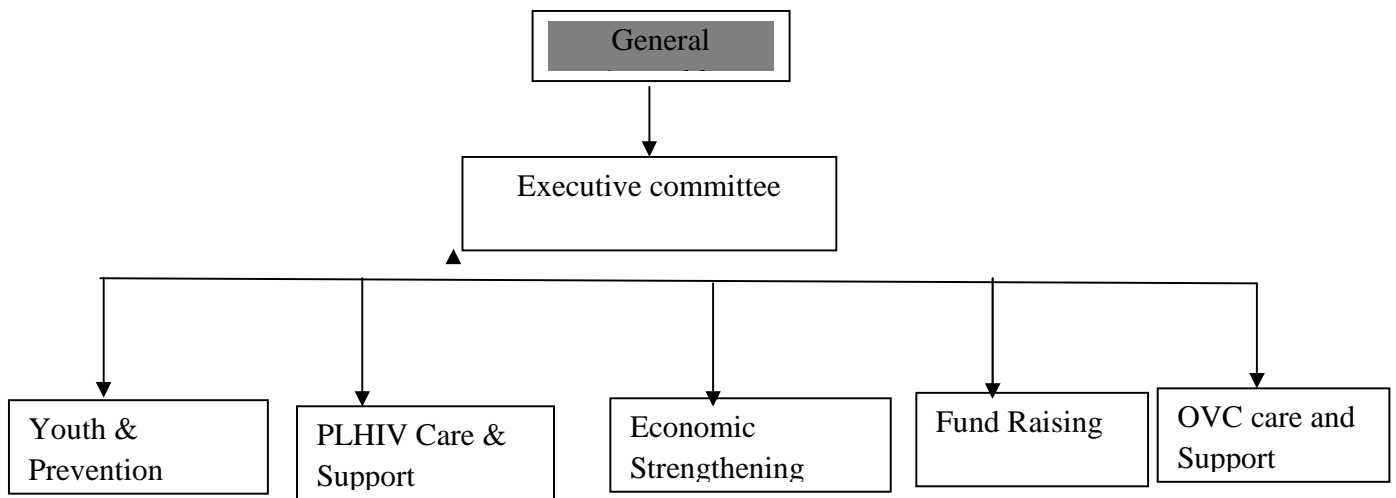 General
Executive committee
Youth &
Prevention
PLHIV Care &
Support
Economic
Strengthening
Fund Raising
OVC care and
Support